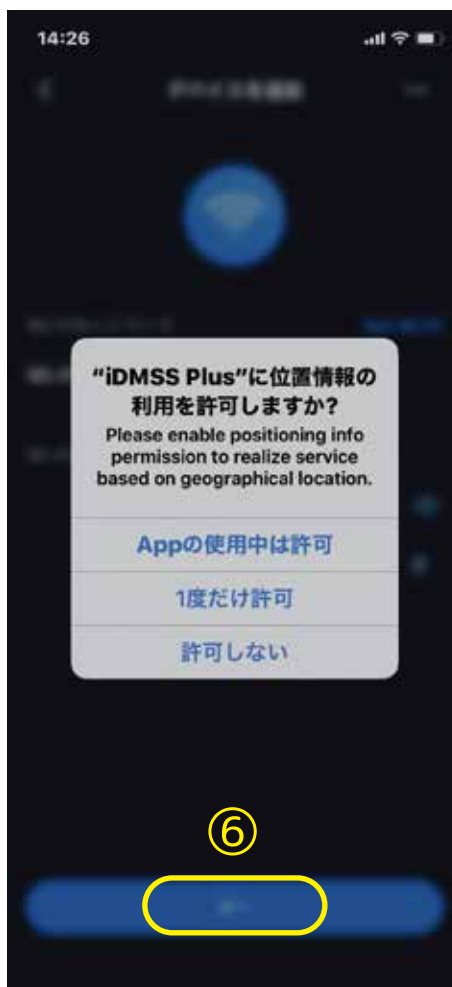 14:26
“iDMSS Plus”に位置情報の
利用を許可しますか?
Please enable positioning info
permission to realize service
based on geographical location.
Appの使用中は許可
1度だけ許可
許可しない
⑥